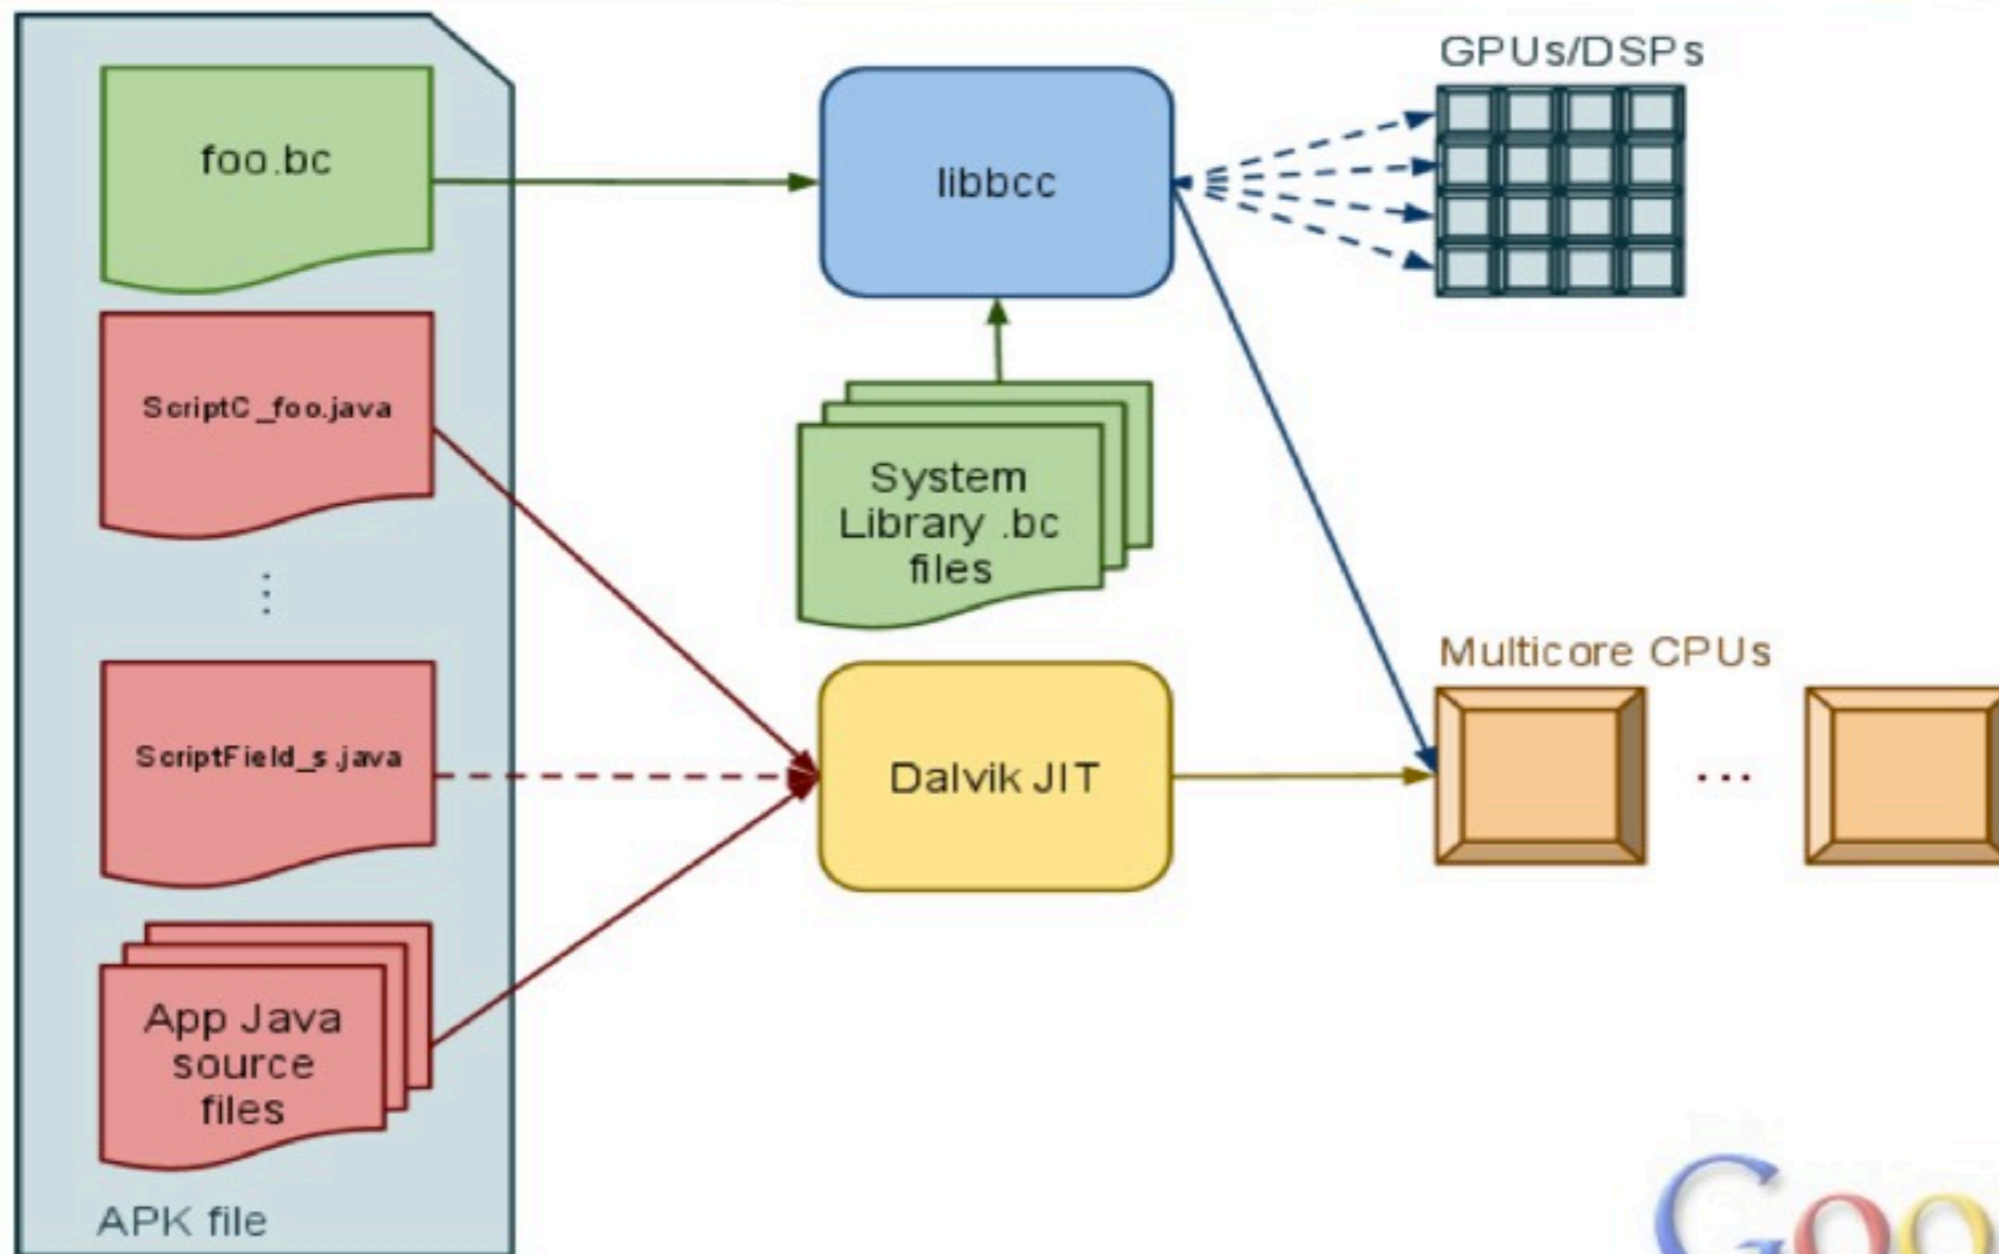 GPUs/DSPs
foo.bc
libbcc
ScriptC_foo.java
System
Library .bc
files
ScriptField_s.java
Dalvik JIT
Multicore CPUs
...
App Java
source
files
APK file
Goo